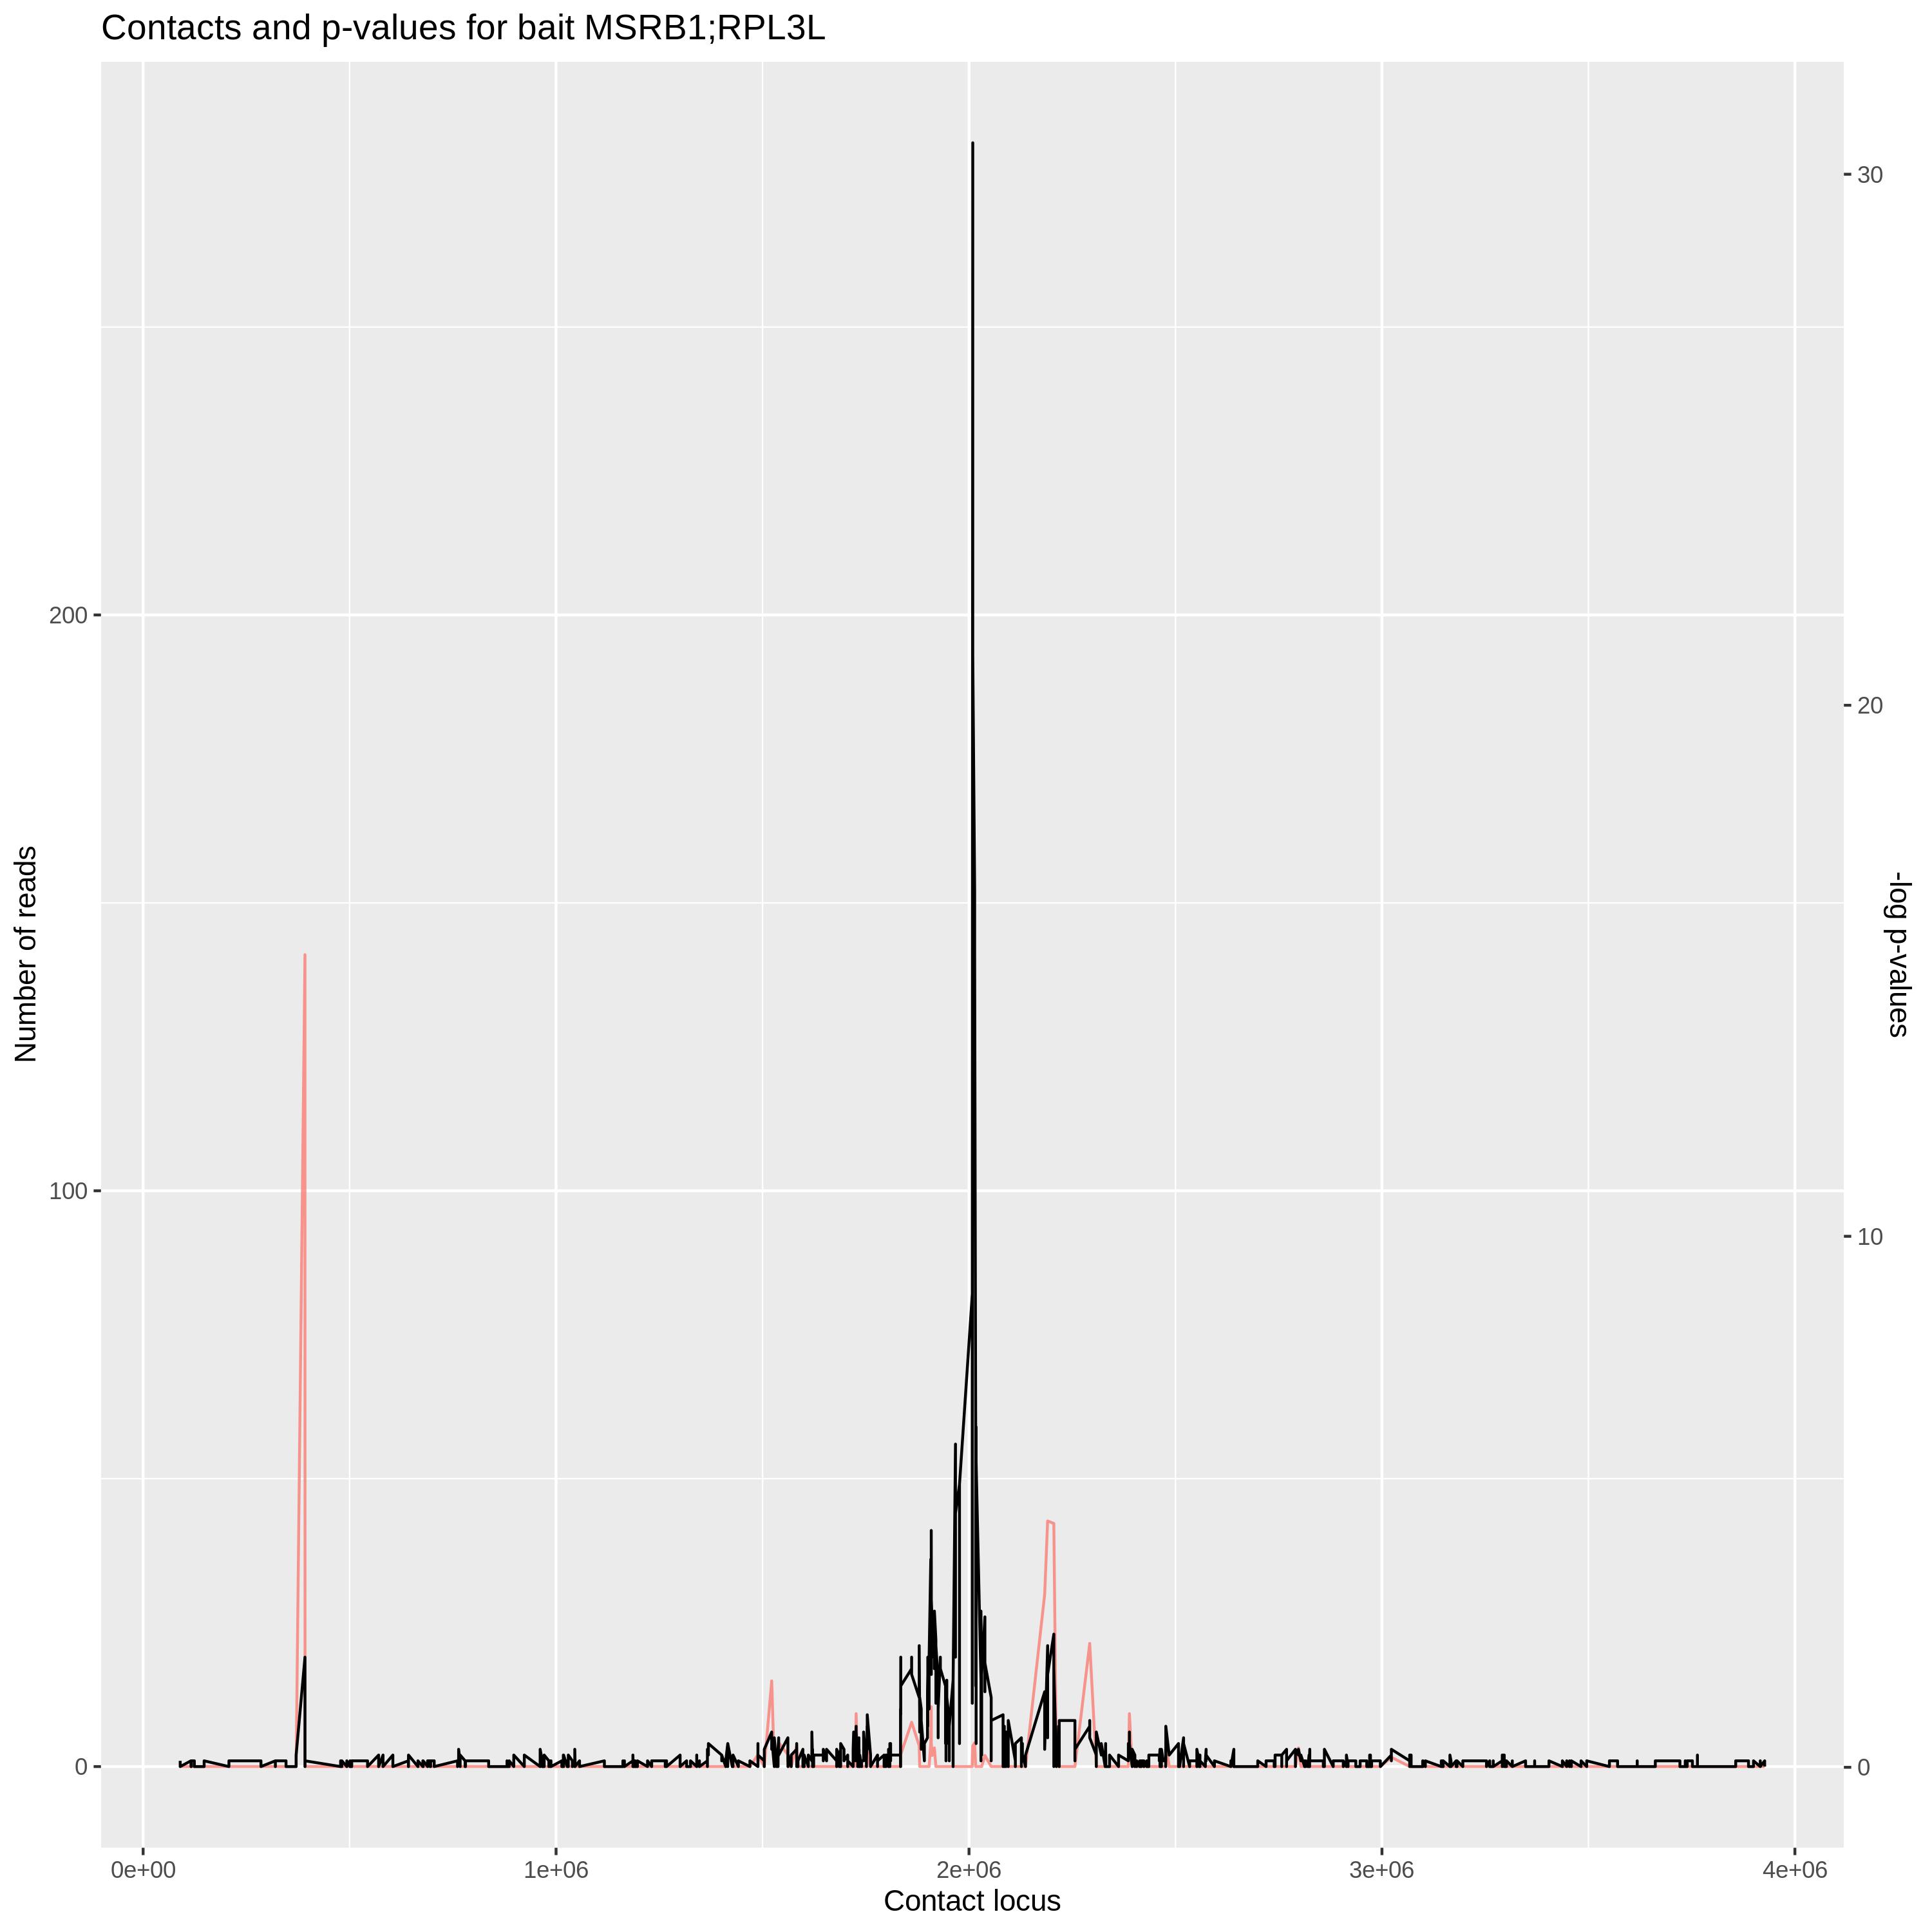 Contacts and p-values for bait MSRB1;RPL3L
30
200
20
Number of reads
-log p-values
100
10
0
0
0e+00
1e+06
2e+06
3e+06
4e+06
Contact locus